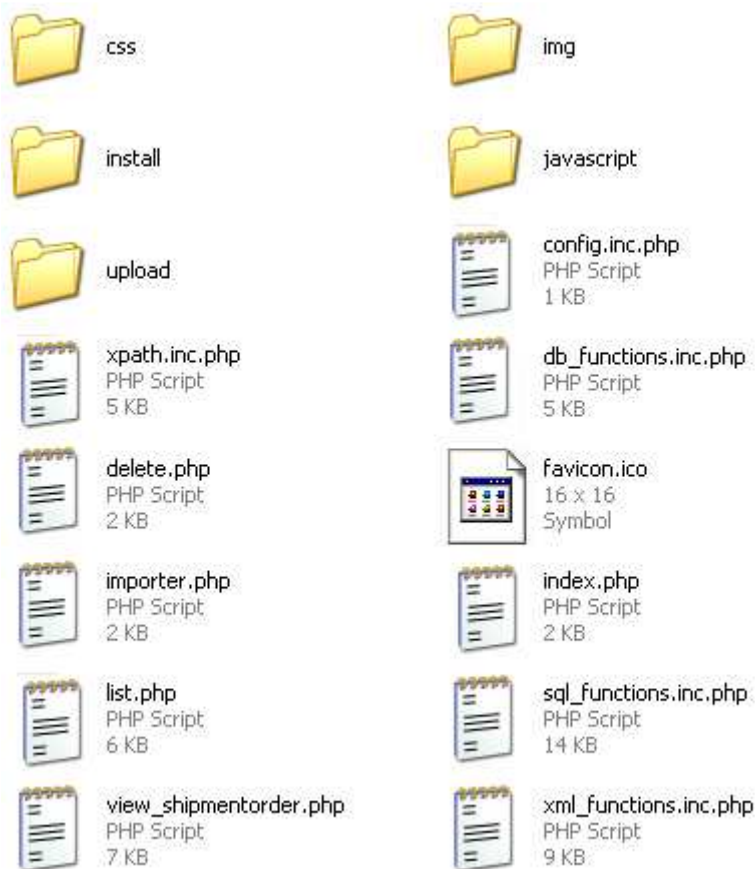 css
img
install
javascript
upload
config.inc.php
PHP Script
1 KB
xpath.inc.php
PHP Script
5 KB
db_functions.inc.php
PHP Script
5 KB
delete.php
PHP Script
2 KB
favicon.ico
16 x 16
Symbol
importer.php
PHP Script
2 KB
index.php
PHP Script
2 KB
list.php
PHP Script
6 KB
sql_functions.inc.php
PHP Script
14 KB
view_shipmentorder.php
PHP Script
7 KB
xml_functions.inc.php
PHP Script
9 KB